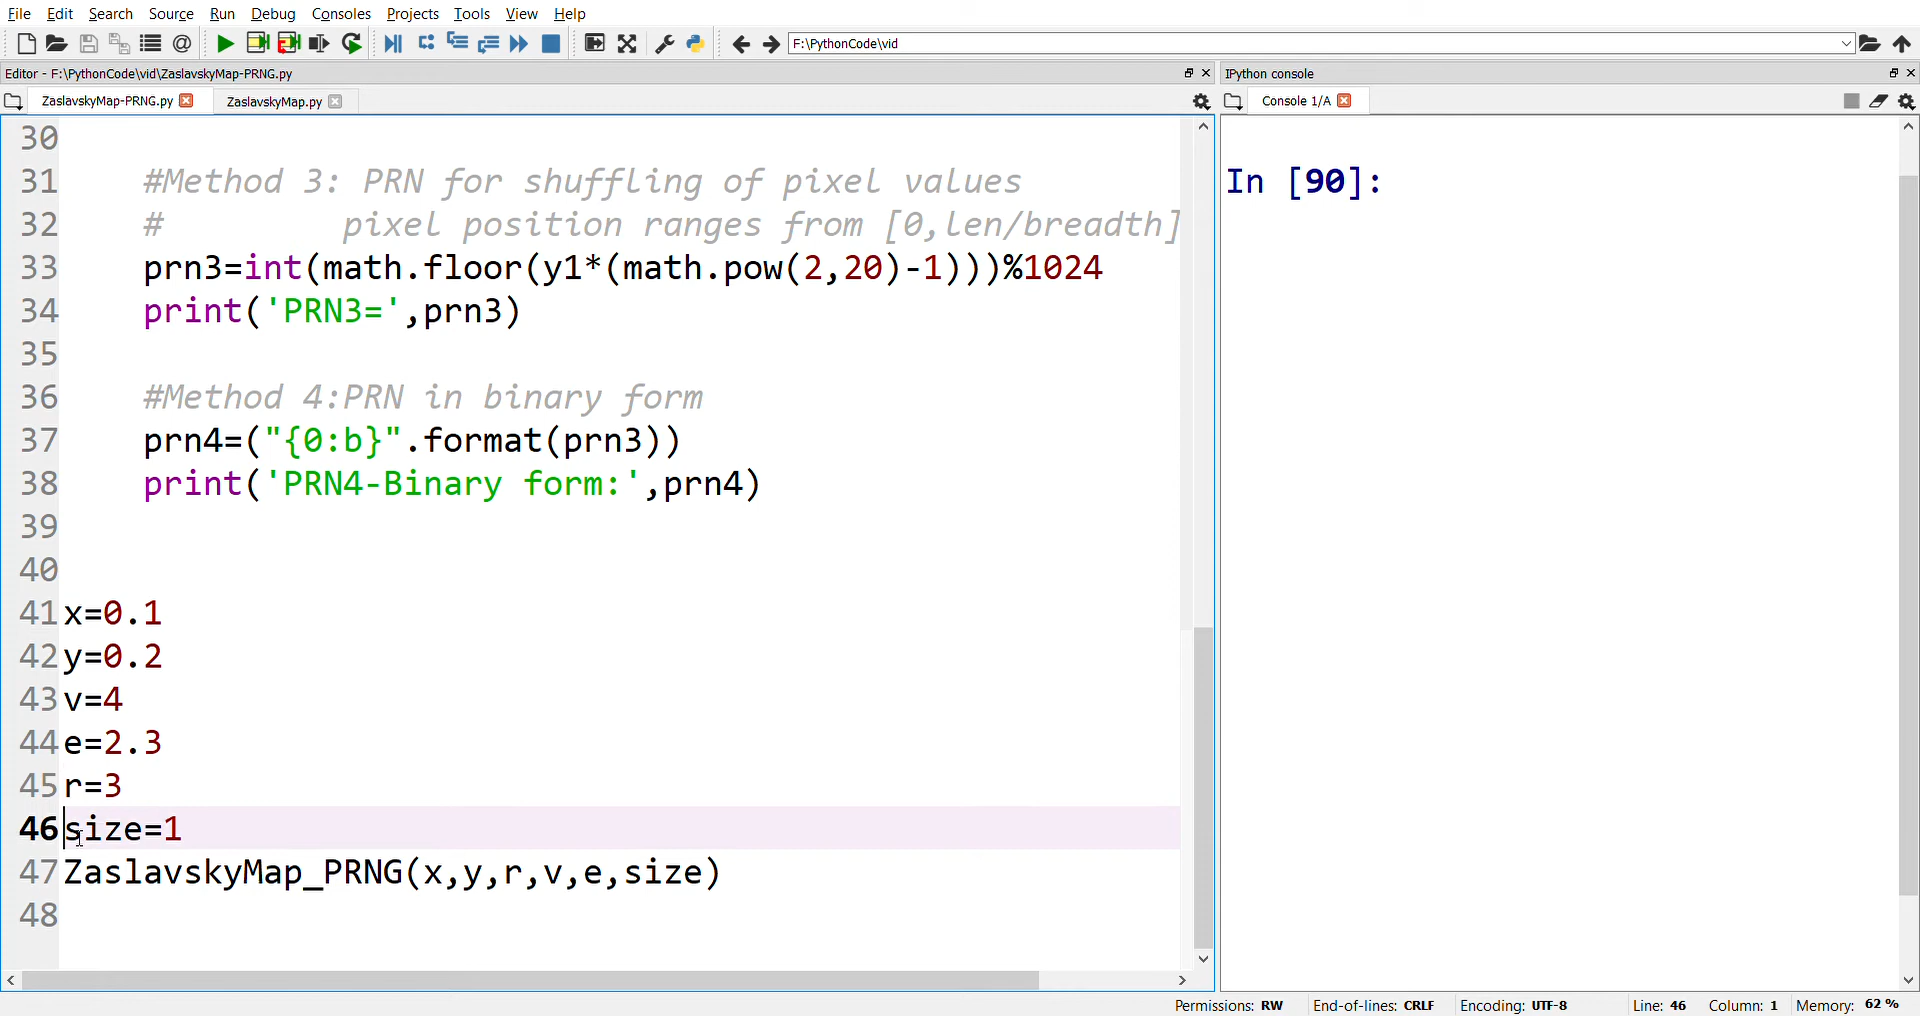 File Edit Search Source Run Debug Consoles Projects Tools View Help
F:\PythonCode\vid
Editor - F:\PythonCode\vid\ZaslavskyMap-PRNG.py
IPython console
ZaslavskyMap-PRNG.py ZaslavskyMap.py
Console 1/A
30
31 #Method 3: PRN for shuffling of pixel values
32 # pixel position ranges from [0,len/breadth]
33 prn3=int(math.floor(y1*(math.pow(2,20)-1)))%1024
34 print('PRN3=',prn3)
35
36 #Method 4:PRN in binary form
37 prn4=("{0:b}".format(prn3))
38 print('PRN4-Binary form:',prn4)
39
40
41 x=0.1
42 y=0.2
43 v=4
44 e=2.3
45 r=3
46 size=1
47 ZaslavskyMap_PRNG(x,y,r,v,e,size)
48
In [90]:
Permissions: RW End-of-lines: CRLF Encoding: UTF-8 Line: 46 Column: 1 Memory: 62 %